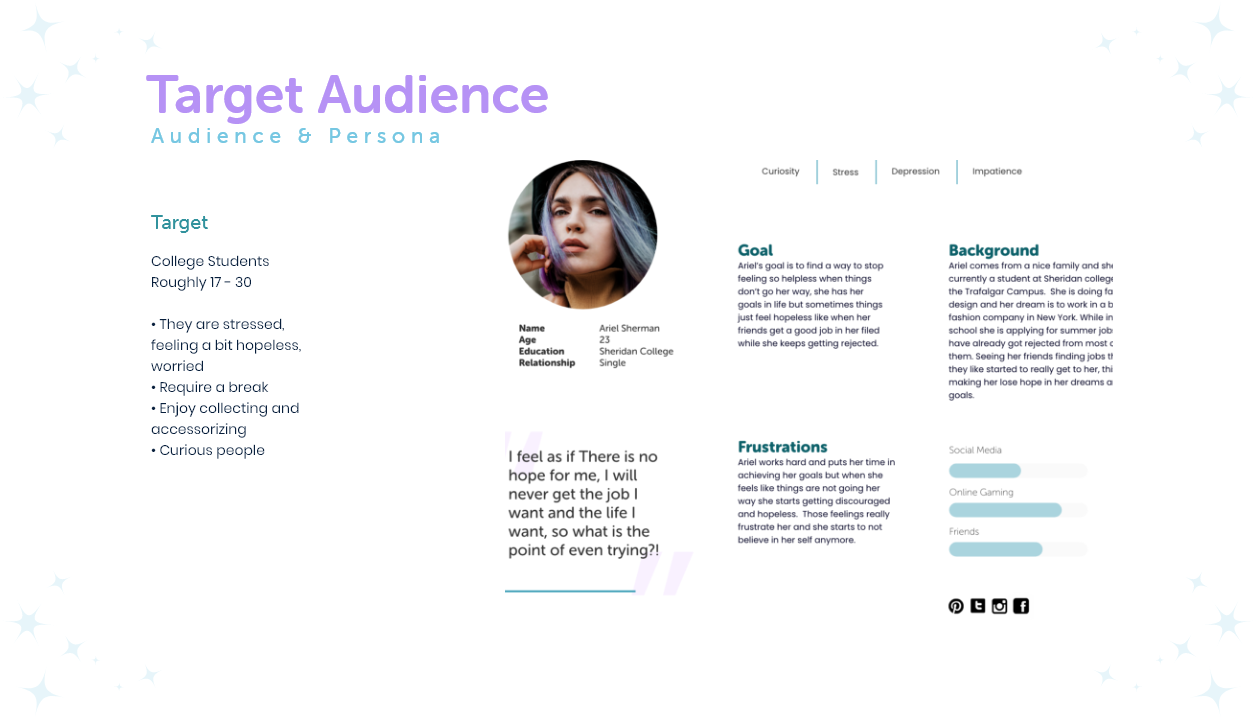 Target Audience
Audience & Persona
Target
College Students
Roughly 17 - 30
• They are stressed,
feeling a bit hopeless,
worried
• Require a break
• Enjoy collecting and
accessorizing
• Curious people
Name Ariel Sherman
Age 23
Education Sheridan College
Relationship Single
I feel as if There is no
hope for me, I will
never get the job I
want and the life I
want, so what is the
point of even trying?!
Curiosity Stress Depression Impatience
Goal
Ariel's goal is to find a way to stop
feeling so helpless when things
don't go her way, she has her
goals in life but sometimes things
just feel hopeless like when her
friends get a good job in her filed
while she keeps getting rejected.
Background
Ariel comes from a nice family and she
currently a student at Sheridan college
the Trafalgar Campus. She is doing fa
design and her dream is to work in a b
fashion company in New York. While in
school she is applying for summer job
have already got rejected from most o
them. Seeing her friends finding jobs th
they like started to really get to her, thi
making her lose hope in her dreams a
goals.
Frustrations
Ariel works hard and puts her time in
achieving her goals but when she
feels like things are not going her
way she starts getting discouraged
and hopeless. Those feelings really
frustrate her and she starts to not
believe in her self anymore.
Social Media
Online Gaming
Friends